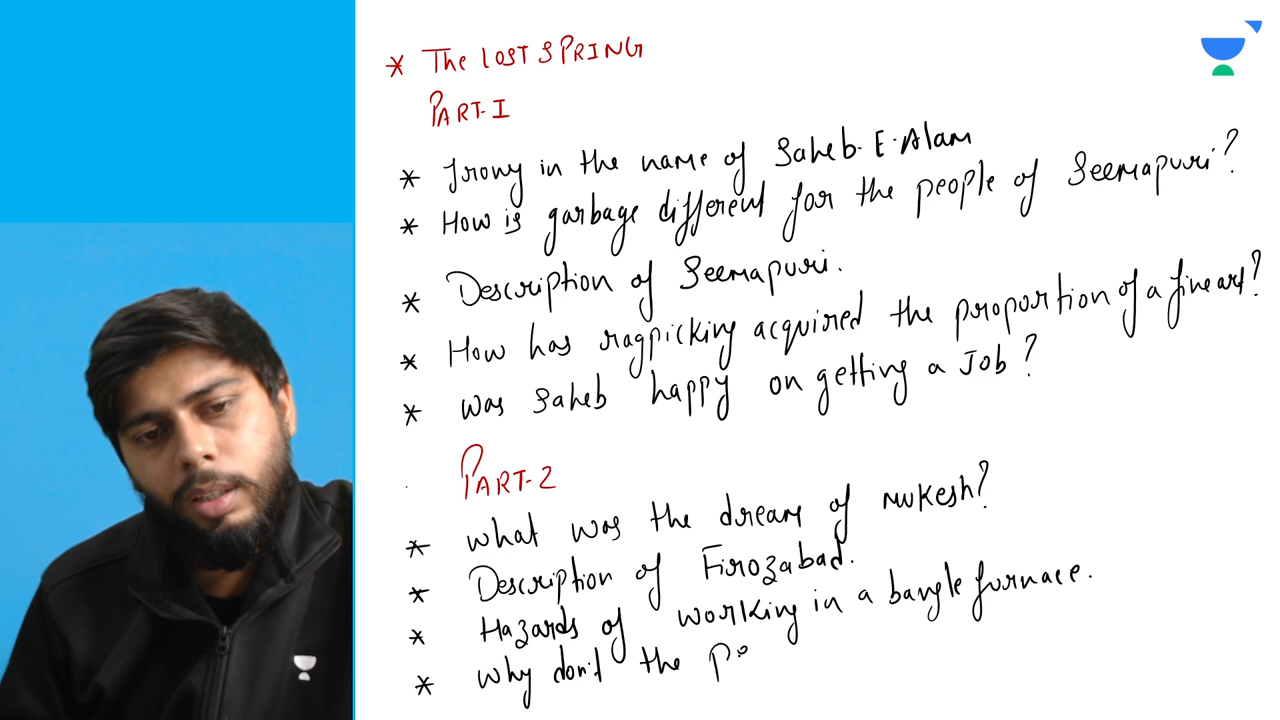 * The LOST SPRING
PART-I
* Irony in the name of Saheb-E-Alam
* How is garbage different for the people of Seemapuri?
* Description of Seemapuri.
* How has ragpicking acquired the proportion of a fine art?
* was Saheb happy on getting a Job?
PART-2
* what was the dream of mukesh?
* Description of Firozabad.
* Hazards of working in a bangle furnace.
* why don't the po